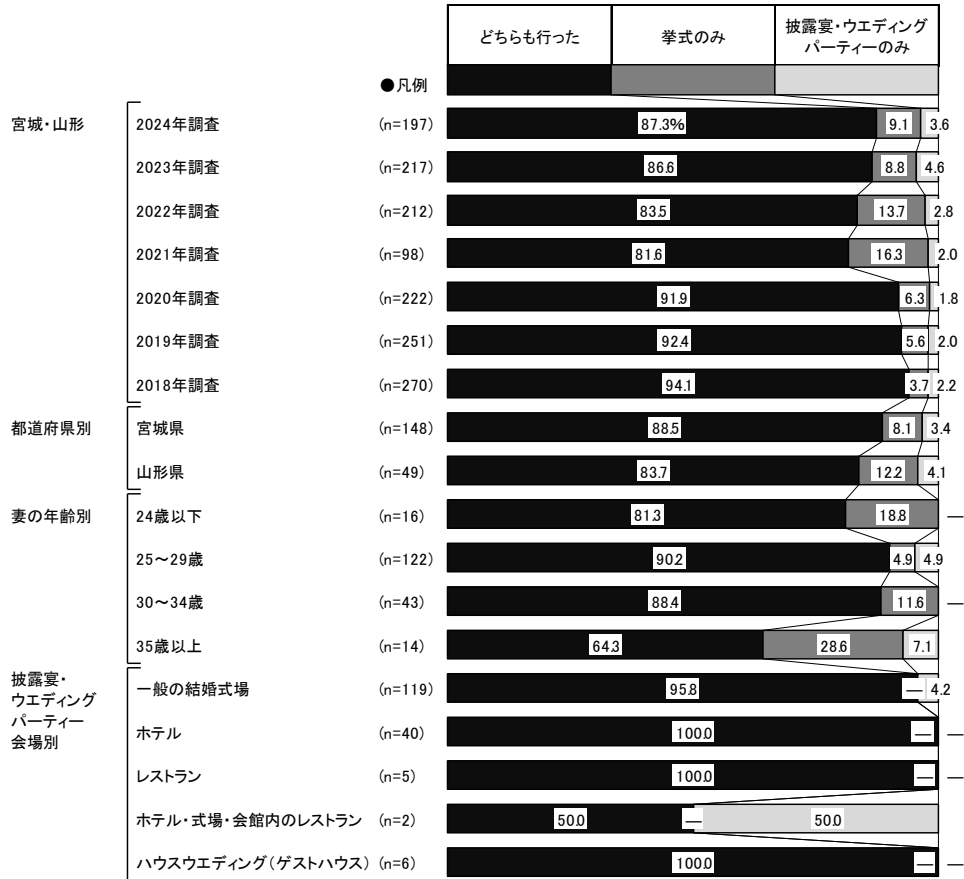 どちらも行った 挙式のみ 披露宴・ウエディング
パーティーのみ
●凡例
宮城・山形 2024年調査 (n=197) 87.3% 9.1 3.6
2023年調査 (n=217) 86.6 8.8 4.6
2022年調査 (n=212) 83.5 13.7 2.8
2021年調査 (n=98) 81.6 16.3 2.0
2020年調査 (n=222) 91.9 6.3 1.8
2019年調査 (n=251) 92.4 5.6 2.0
2018年調査 (n=270) 94.1 3.7 2.2
都道府県別 宮城県 (n=148) 88.5 8.1 3.4
山形県 (n=49) 83.7 12.2 4.1
妻の年齢別 24歳以下 (n=16) 81.3 18.8 —
25～29歳 (n=122) 90.2 4.9 4.9
30～34歳 (n=43) 88.4 11.6 —
35歳以上 (n=14) 64.3 28.6 7.1
披露宴・
ウエディング
パーティー
会場別
一般の結婚式場 (n=119) 95.8 — 4.2
ホテル (n=40) 100.0 — —
レストラン (n=5) 100.0 — —
ホテル・式場・会館内のレストラン (n=2) 50.0 — 50.0
ハウスウエディング(ゲストハウス) (n=6) 100.0 — —